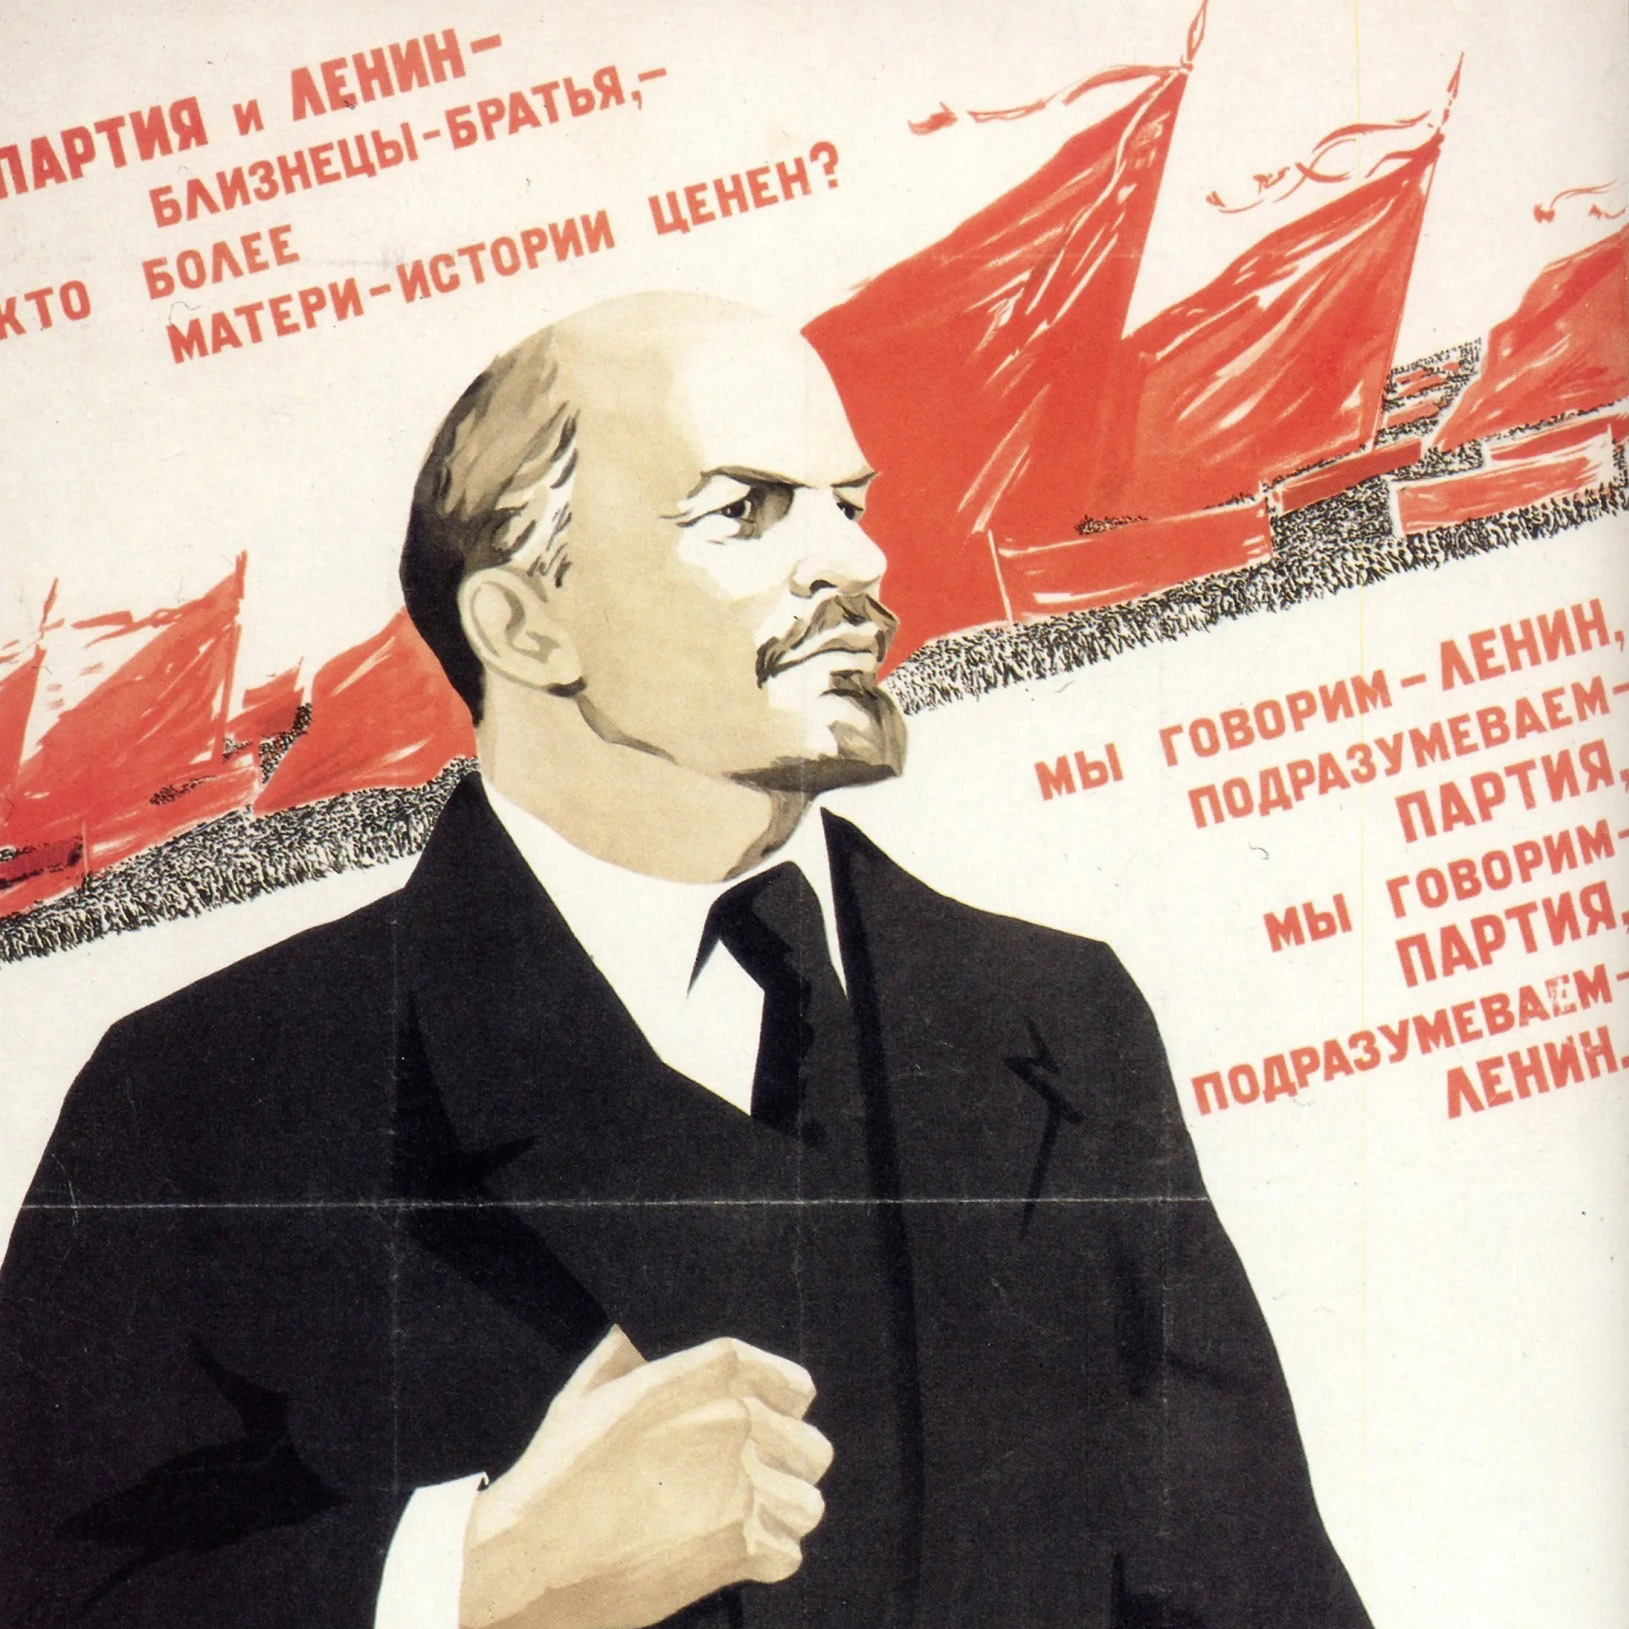 ПАРТИЯ и ЛЕНИН-
БЛИЗНЕЦЫ-БРАТЬЯ,-
КТО БОЛЕЕ
МАТЕРИ-ИСТОРИИ ЦЕНЕН?
МЫ ГОВОРИМ-ЛЕНИН,
ПОДРАЗУМЕВАЕМ-
ПАРТИЯ,
МЫ ГОВОРИМ-
ПАРТИЯ,
ПОДРАЗУМЕВАЕМ-
ЛЕНИН.